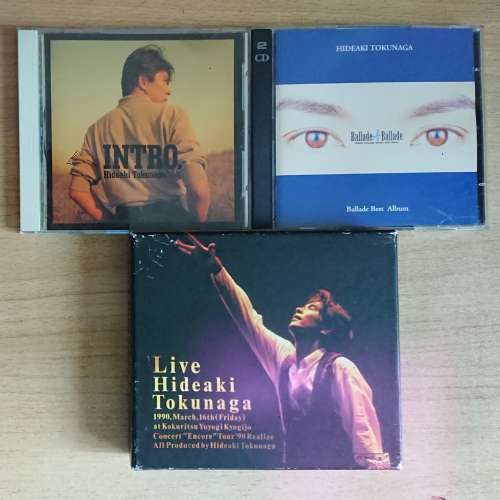 INTRO.
Hideaki Tokunaga
2
CD
HIDEAKI TOKUNAGA
Ballade Ballade
Ballade Best Album
Live
Hideaki
Tokunaga
1990, March, 16th (Friday)
at Kokuritsu Yoyogi Kyogijo
Concert "Encore" Tour '90 Realize
All Produced by Hideaki Tokunaga